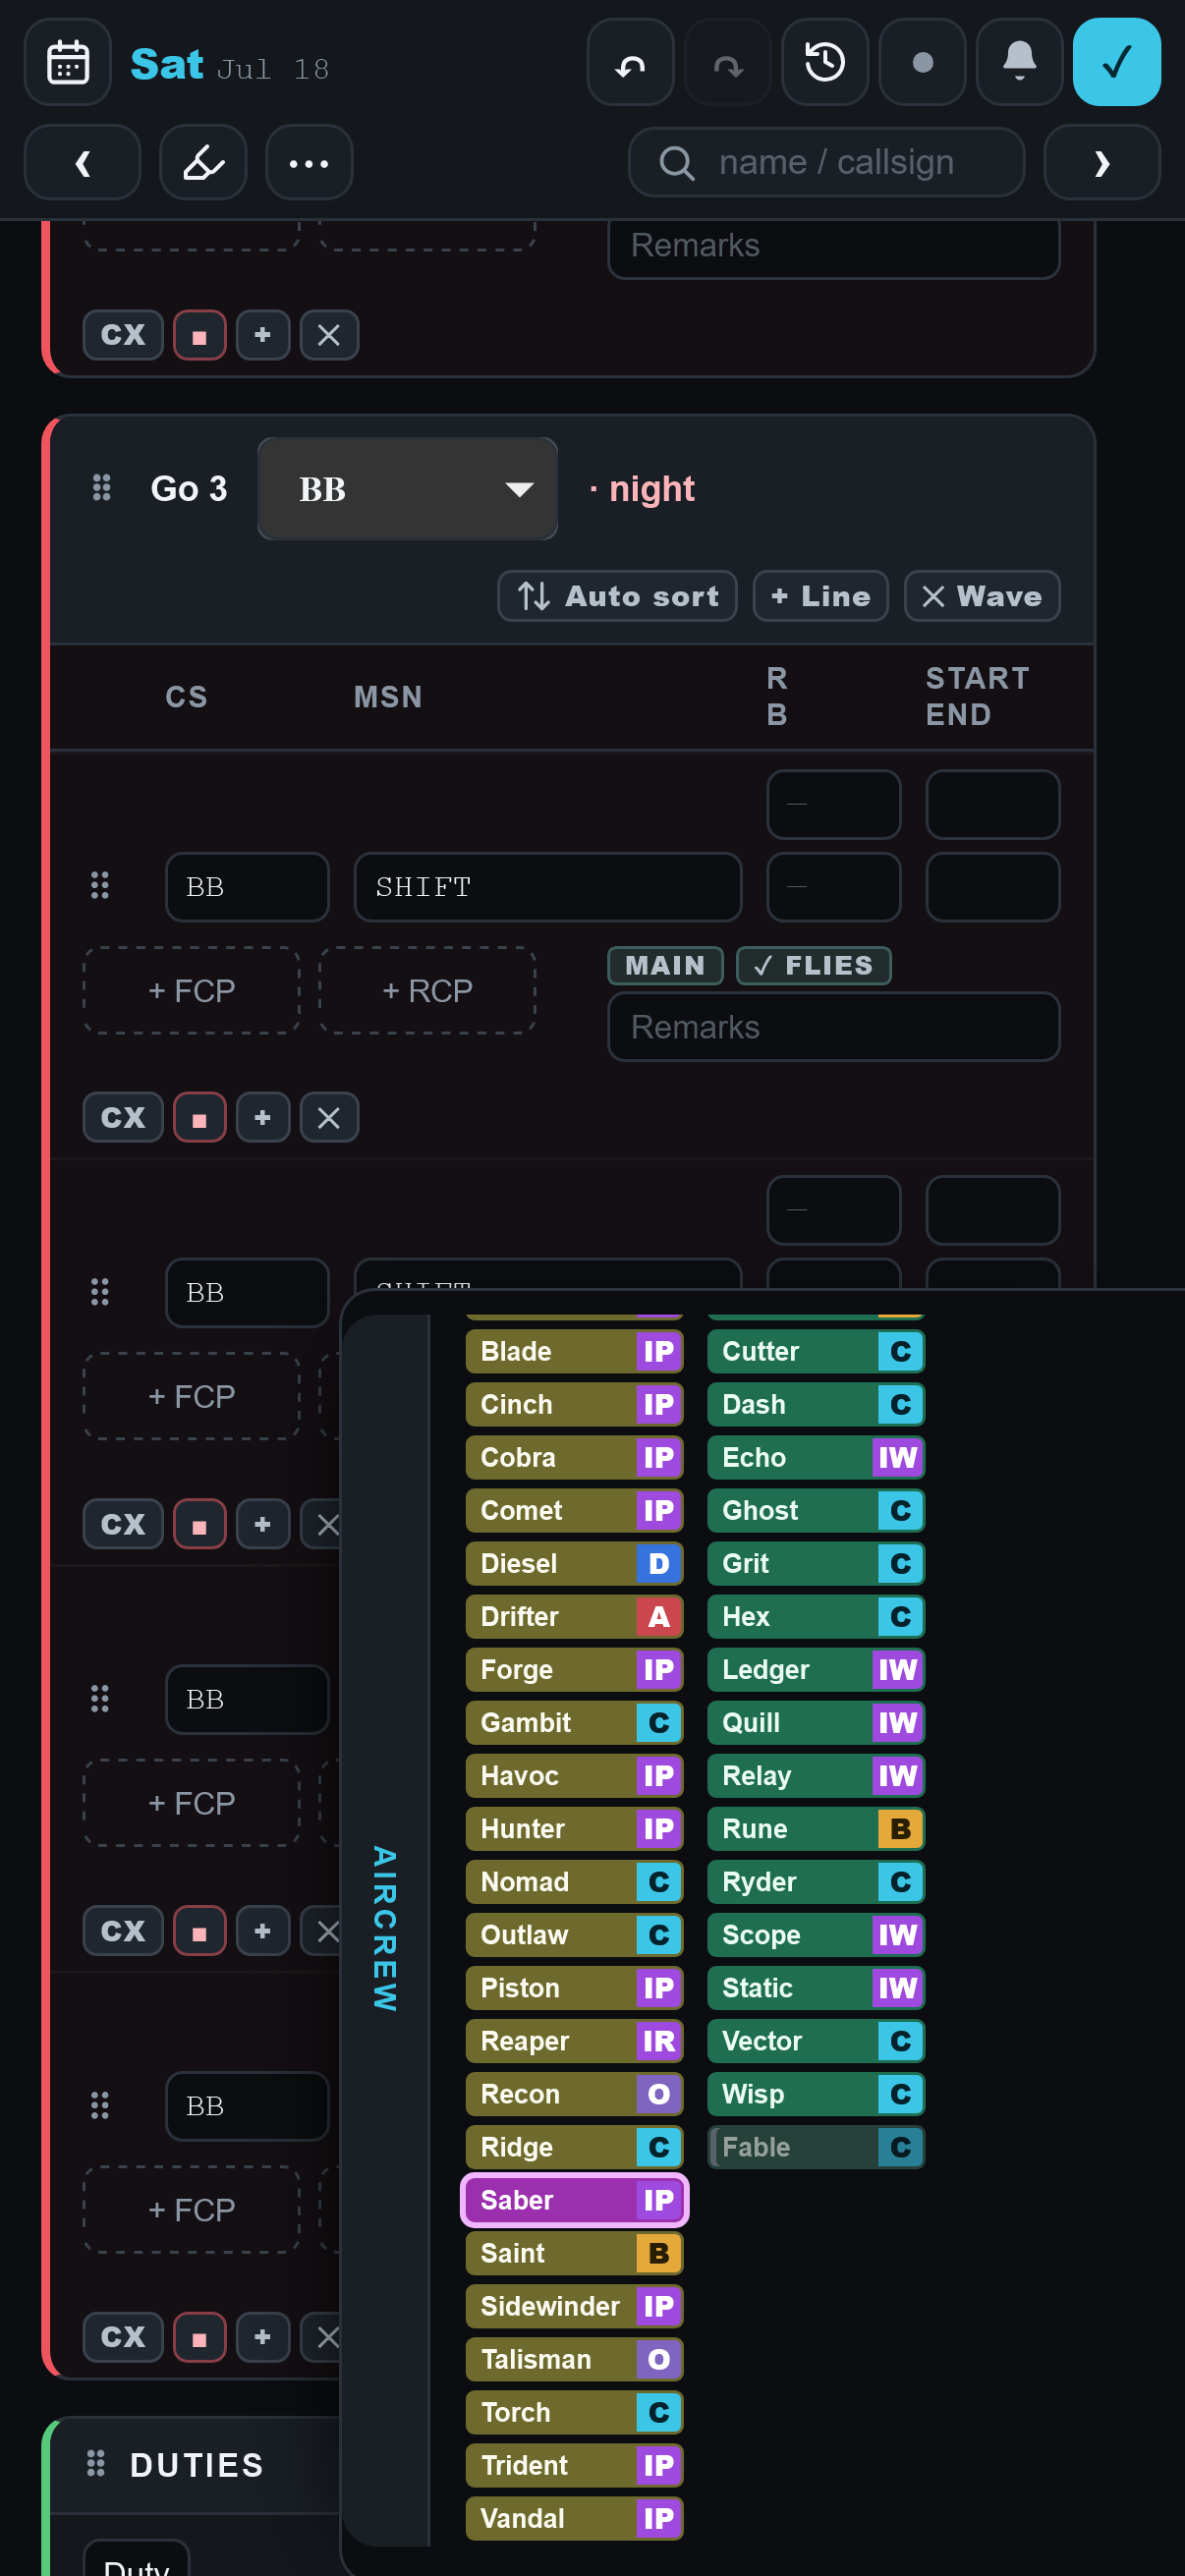 Sat Jul 18
name / callsign
Remarks
CX + ×
Go 3 BB · night
Auto sort + Line × Wave
CS MSN R B START END
—
BB SHIFT —
+ FCP + RCP MAIN ✓ FLIES
Remarks
CX + ×
—
BB SHIFT
+ FCP
CX + ×
BB
+ FCP
CX + ×
BB
+ FCP
CX + ×
DUTIES
Duty
AIRCREW
Blade IP
Cinch IP
Cobra IP
Comet IP
Diesel D
Drifter A
Forge IP
Gambit C
Havoc IP
Hunter IP
Nomad C
Outlaw C
Piston IP
Reaper IR
Recon O
Ridge C
Saber IP
Saint B
Sidewinder IP
Talisman O
Torch C
Trident IP
Vandal IP
Cutter C
Dash C
Echo IW
Ghost C
Grit C
Hex C
Ledger IW
Quill IW
Relay IW
Rune B
Ryder C
Scope IW
Static IW
Vector C
Wisp C
Fable C